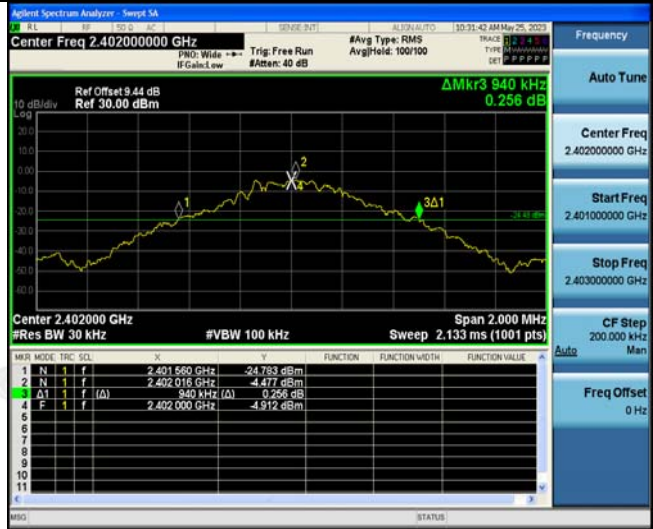 Agilent Spectrum Analyzer - Swept SA
RL RF 50 Ω AC SENSE:INT ALIGN AUTO 10:31:42 AM May 25, 2023
Center Freq 2.402000000 GHz
PNO: Wide Trig: Free Run #Avg Type: RMS TRACE 1 2 3 4 5 6
IFGain:Low #Atten: 40 dB Avg|Hold: 100/100 TYPE M
DET P P P P P P
Ref Offset 9.44 dB ΔMkr3 940 kHz
10 dB/div Ref 30.00 dBm 0.256 dB
Log
20.0
10.0
0.00
-10.0
-20.0
-30.0
-40.0
-50.0
-60.0
1
2
4
3Δ1
Center 2.402000 GHz Span 2.000 MHz
#Res BW 30 kHz #VBW 100 kHz Sweep 2.133 ms (1001 pts)
MKR MODE TRC SCL X Y FUNCTION FUNCTION WIDTH FUNCTION VALUE
1 N 1 f 2.401 560 GHz -24.783 dBm
2 N 1 f 2.402 016 GHz -4.477 dBm
3 Δ1 1 f (Δ) 940 kHz (Δ) 0.256 dB
4 F 1 f 2.402 000 GHz -4.912 dBm
5
6
7
8
9
10
11
MSG STATUS
Frequency
Auto Tune
Center Freq
2.402000000 GHz
Start Freq
2.401000000 GHz
Stop Freq
2.403000000 GHz
CF Step
200.000 kHz
Auto Man
Freq Offset
0 Hz